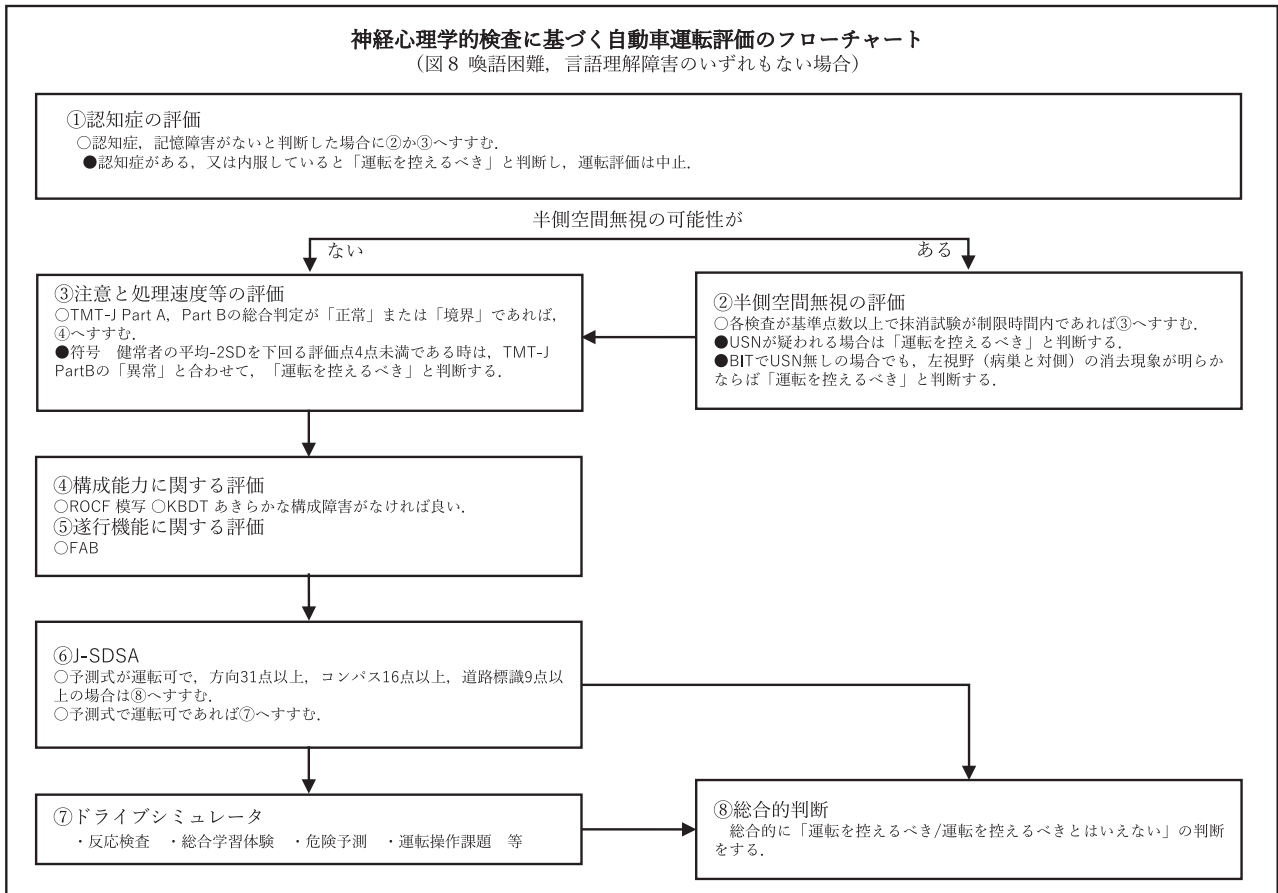 神経心理学的検査に基づく自動車運転評価のフローチャート
（図8 喚語困難，言語理解障害のいずれもない場合）
①認知症の評価
○認知症，記憶障害がないと判断した場合に②か③へすすむ．
●認知症がある，又は内服していると「運転を控えるべき」と判断し，運転評価は中止．
半側空間無視の可能性が
ない
ある
③注意と処理速度等の評価
○TMT-J Part A，Part Bの総合判定が「正常」または「境界」であれば，
④へすすむ．
●符号　健常者の平均-2SDを下回る評価点4点未満である時は，TMT-J
PartBの「異常」と合わせて，「運転を控えるべき」と判断する．
②半側空間無視の評価
○各検査が基準点数以上で抹消試験が制限時間内であれば③へすすむ．
●USNが疑われる場合は「運転を控えるべき」と判断する．
●BITでUSN無しの場合でも，左視野（病巣と対側）の消去現象が明らか
ならば「運転を控えるべき」と判断する．
④構成能力に関する評価
○ROCF 模写 ○KBDT あきらかな構成障害がなければ良い．
⑤遂行機能に関する評価
○FAB
⑥J-SDSA
○予測式が運転可で，方向31点以上，コンパス16点以上，道路標識9点以
上の場合は⑧へすすむ．
○予測式で運転可であれば⑦へすすむ．
⑦ドライブシミュレータ
・反応検査　・総合学習体験　・危険予測　・運転操作課題　等
⑧総合的判断
総合的に「運転を控えるべき/運転を控えるべきとはいえない」の判断
をする．